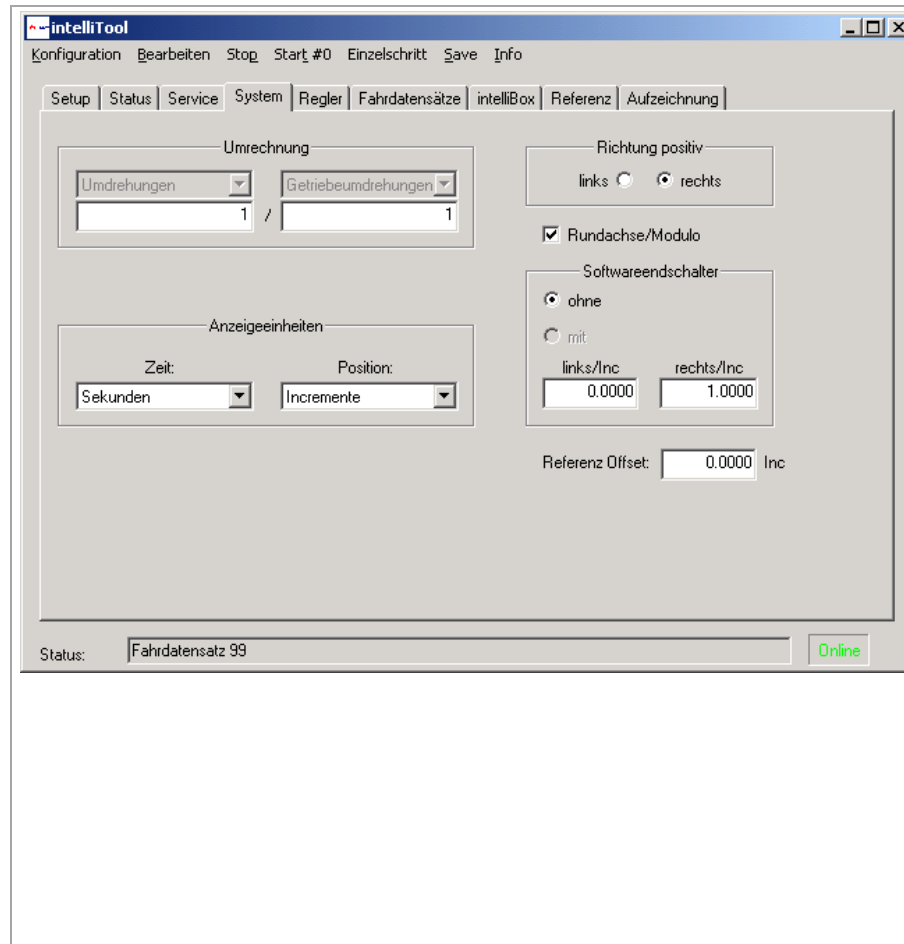 intelliTool
Konfiguration Bearbeiten Stop Start #0 Einzelschritt Save Info
Setup Status Service System Regler Fahrdatensätze intelliBox Referenz Aufzeichnung
Umrechnung
Umdrehungen Getriebeumdrehungen
1 / 1
Richtung positiv
links rechts
Rundachse/Modulo
Softwareendschalter
ohne
mit
links/Inc rechts/Inc
0.0000 1.0000
Anzeigeeinheiten
Zeit: Position:
Sekunden Incremente
Referenz Offset: 0.0000 Inc
Status: Fahrdatensatz 99 Online